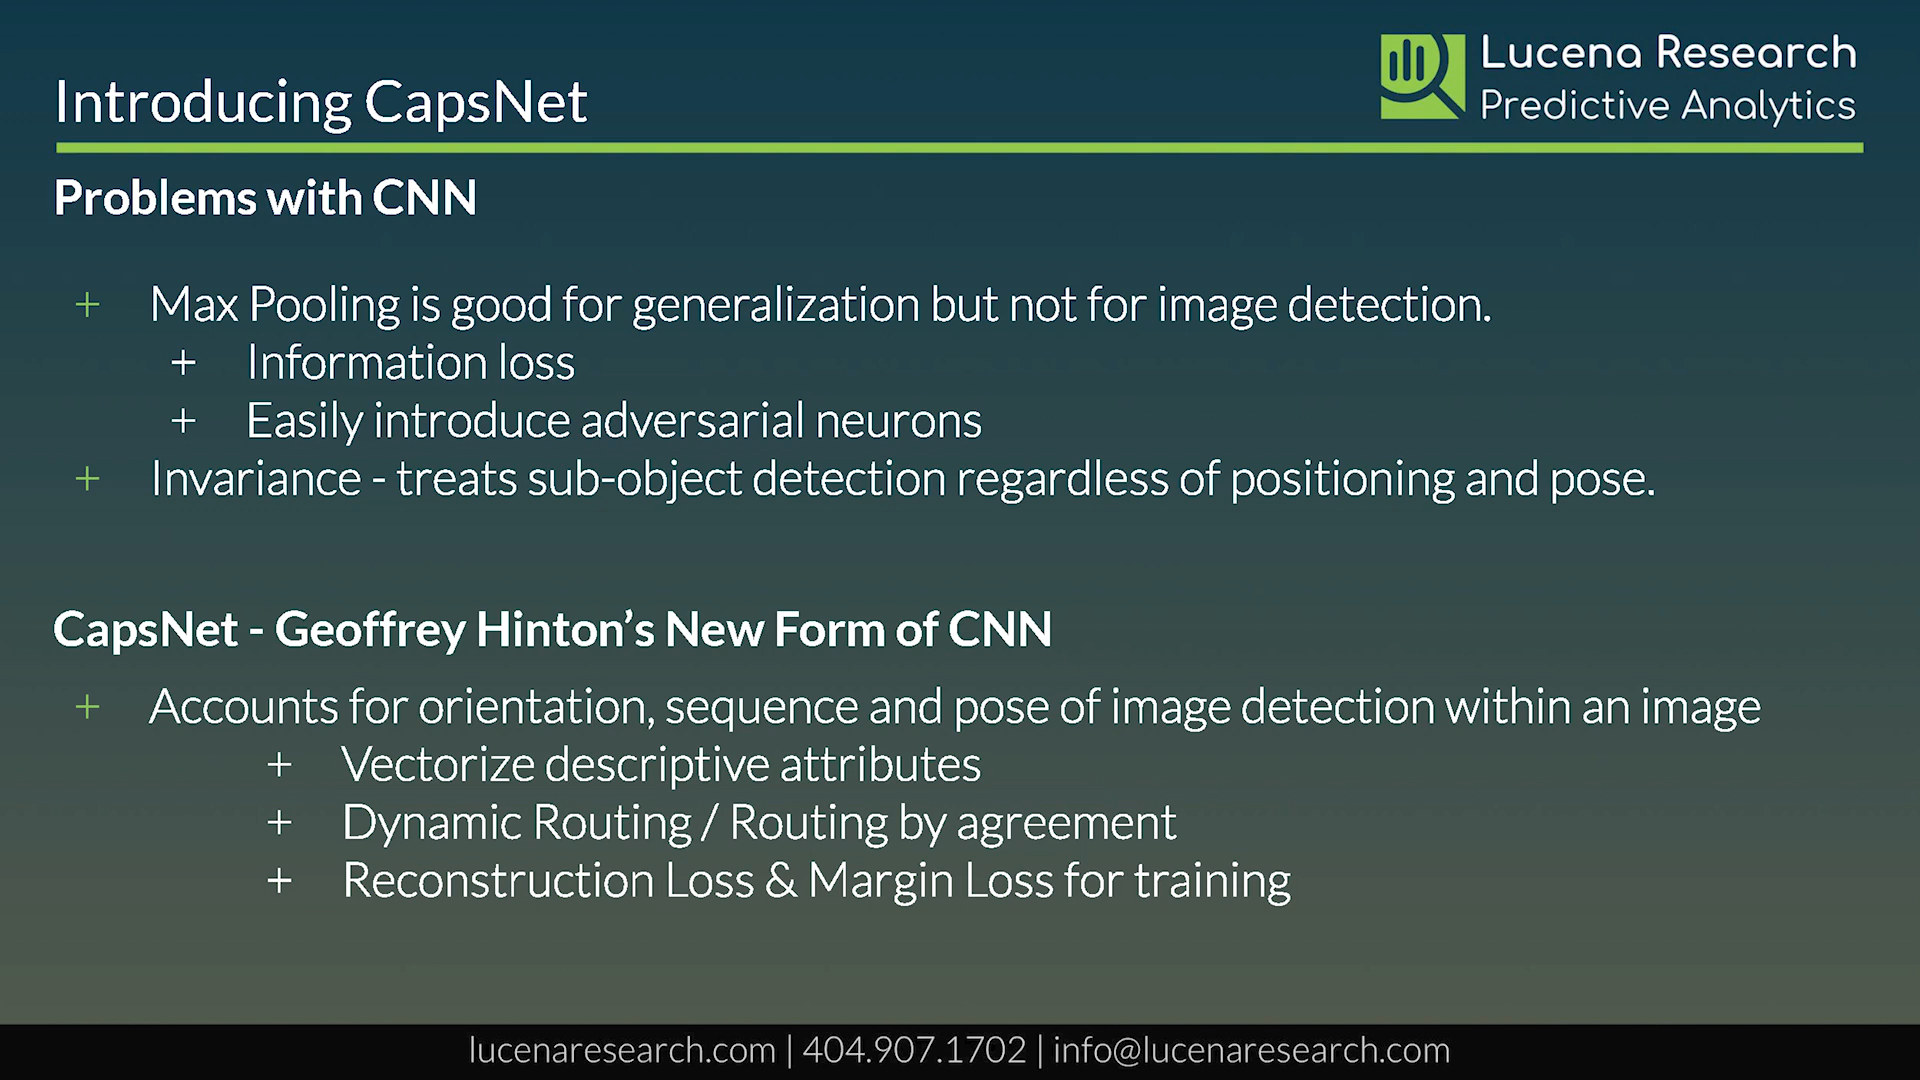 Introducing CapsNet
Lucena Research
Predictive Analytics
Problems with CNN
+ Max Pooling is good for generalization but not for image detection.
+ Information loss
+ Easily introduce adversarial neurons
+ Invariance - treats sub-object detection regardless of positioning and pose.
CapsNet - Geoffrey Hinton's New Form of CNN
+ Accounts for orientation, sequence and pose of image detection within an image
+ Vectorize descriptive attributes
+ Dynamic Routing / Routing by agreement
+ Reconstruction Loss & Margin Loss for training
lucenaresearch.com | 404.907.1702 | info@lucenaresearch.com